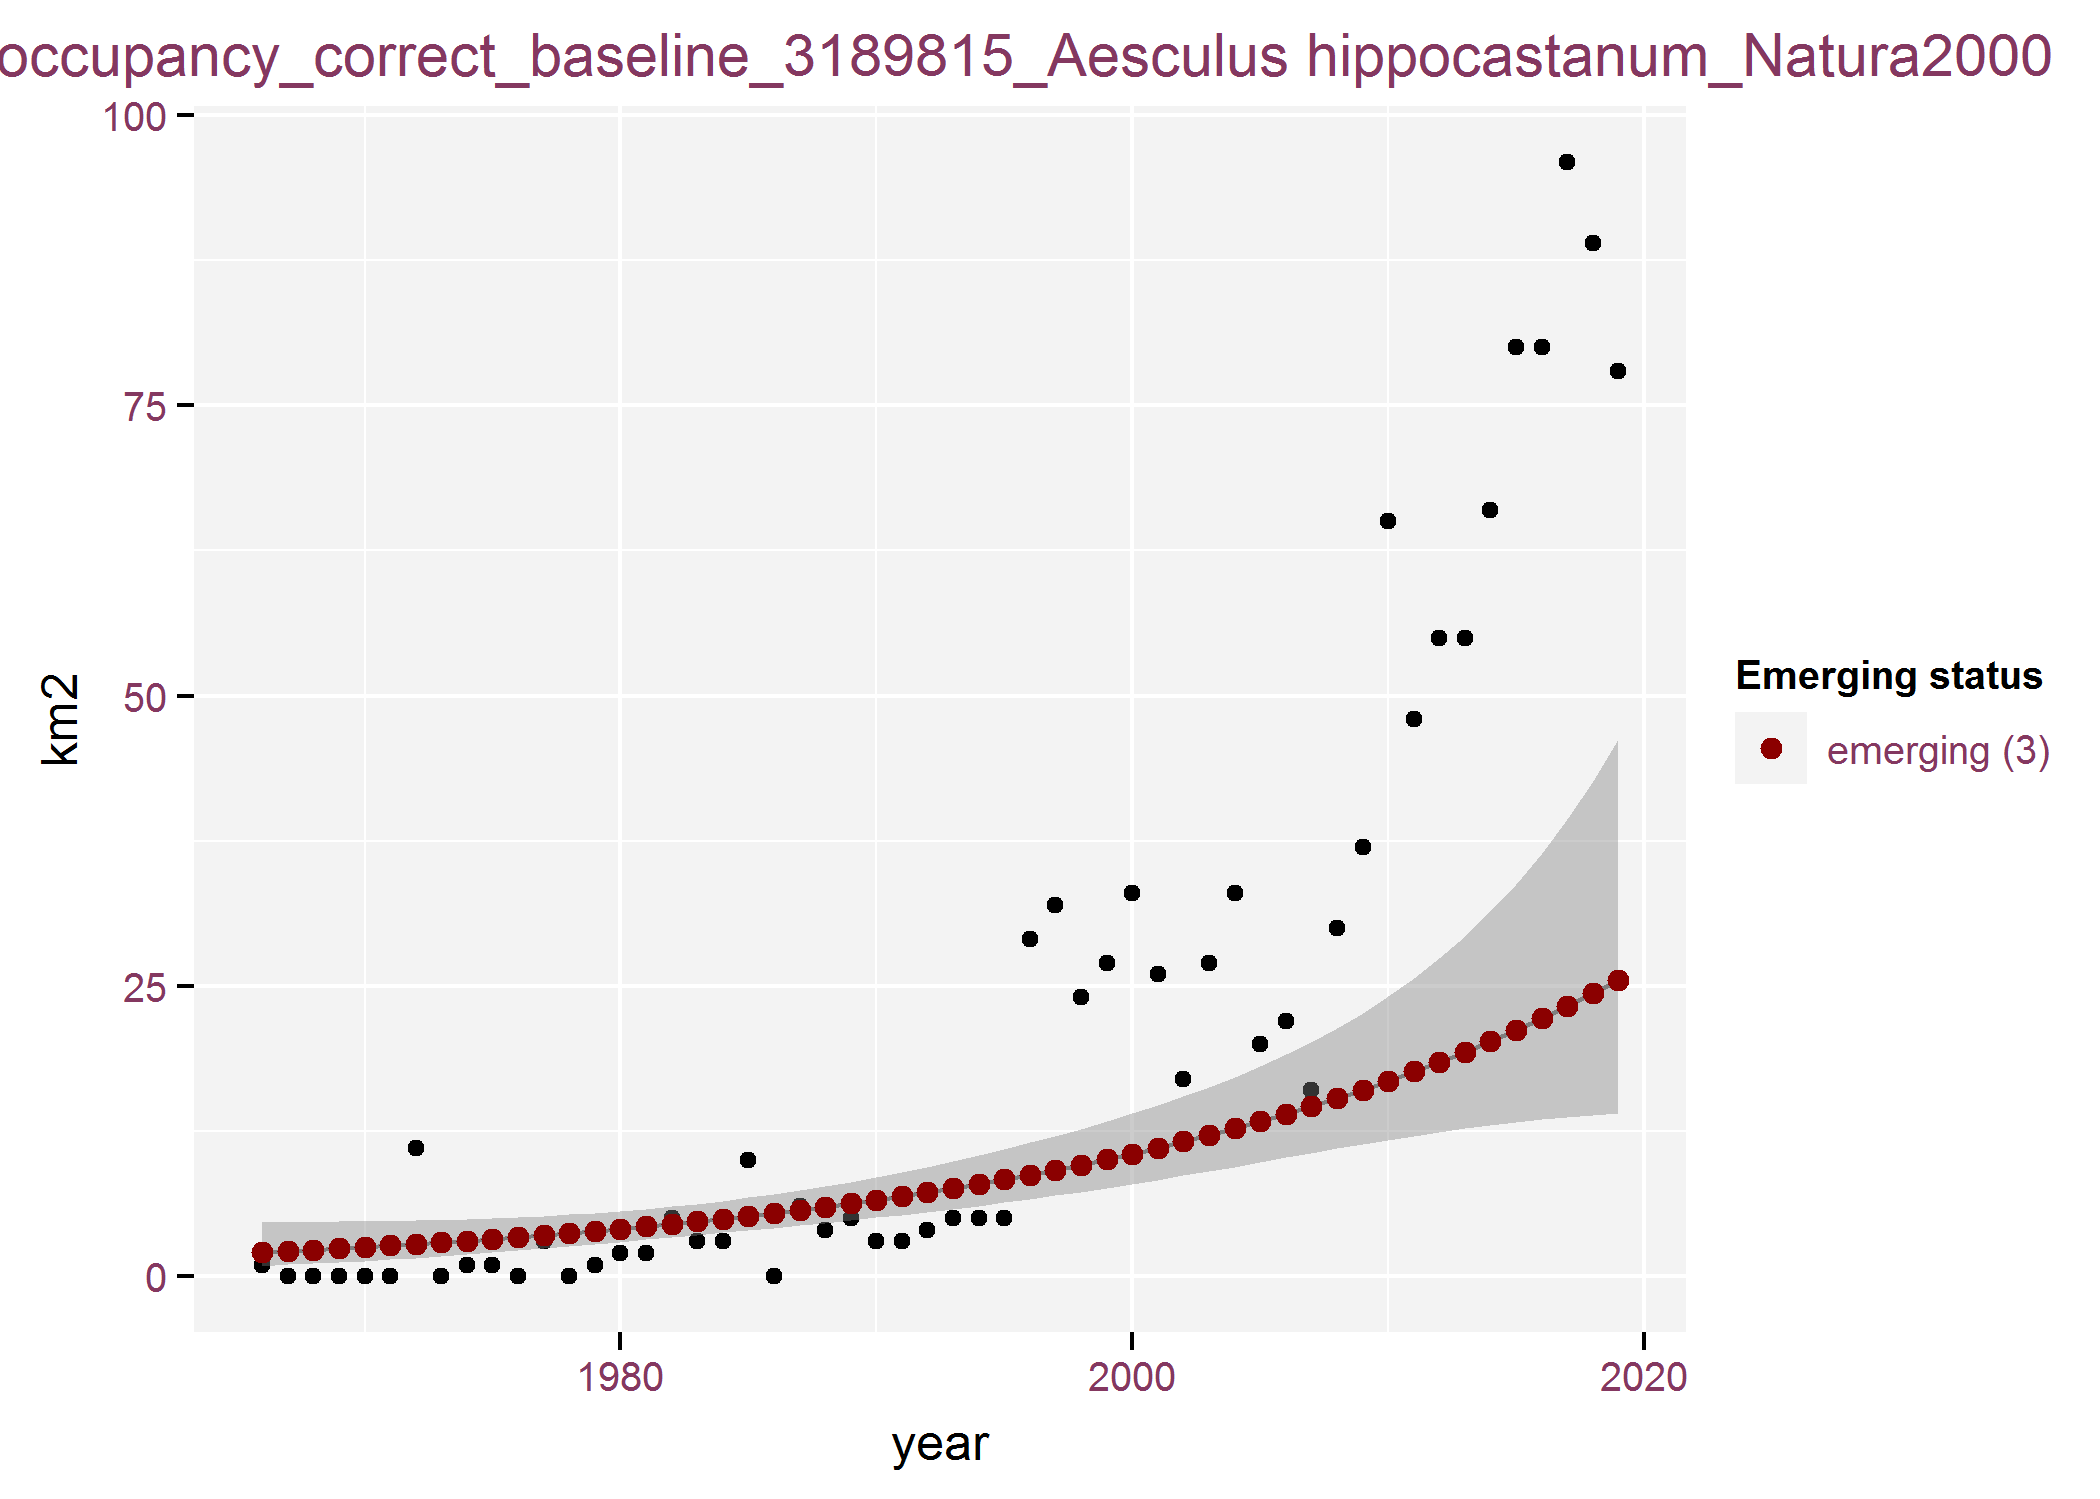 occupancy_correct_baseline_3189815_Aesculus hippocastanum_Natura2000
100
75
50
25
0
km2
1980
2000
2020
year
Emerging status
emerging (3)